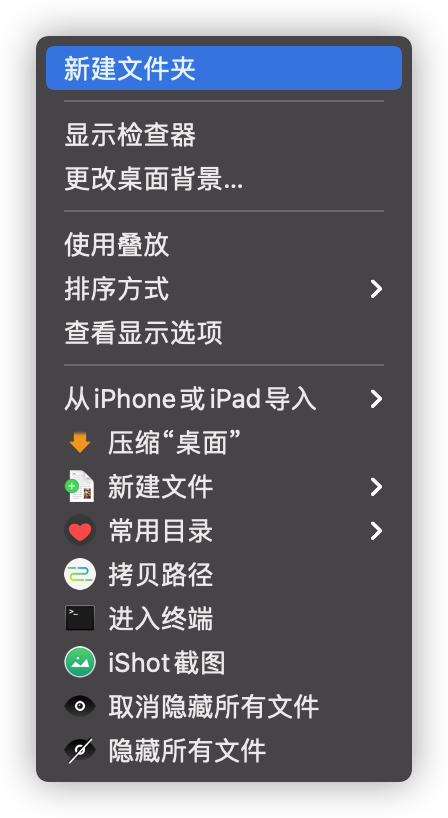 新建文件夹
显示检查器
更改桌面背景...
使用叠放
排序方式
查看显示选项
从 iPhone 或 iPad 导入
压缩“桌面”
新建文件
常用目录
拷贝路径
进入终端
iShot 截图
取消隐藏所有文件
隐藏所有文件